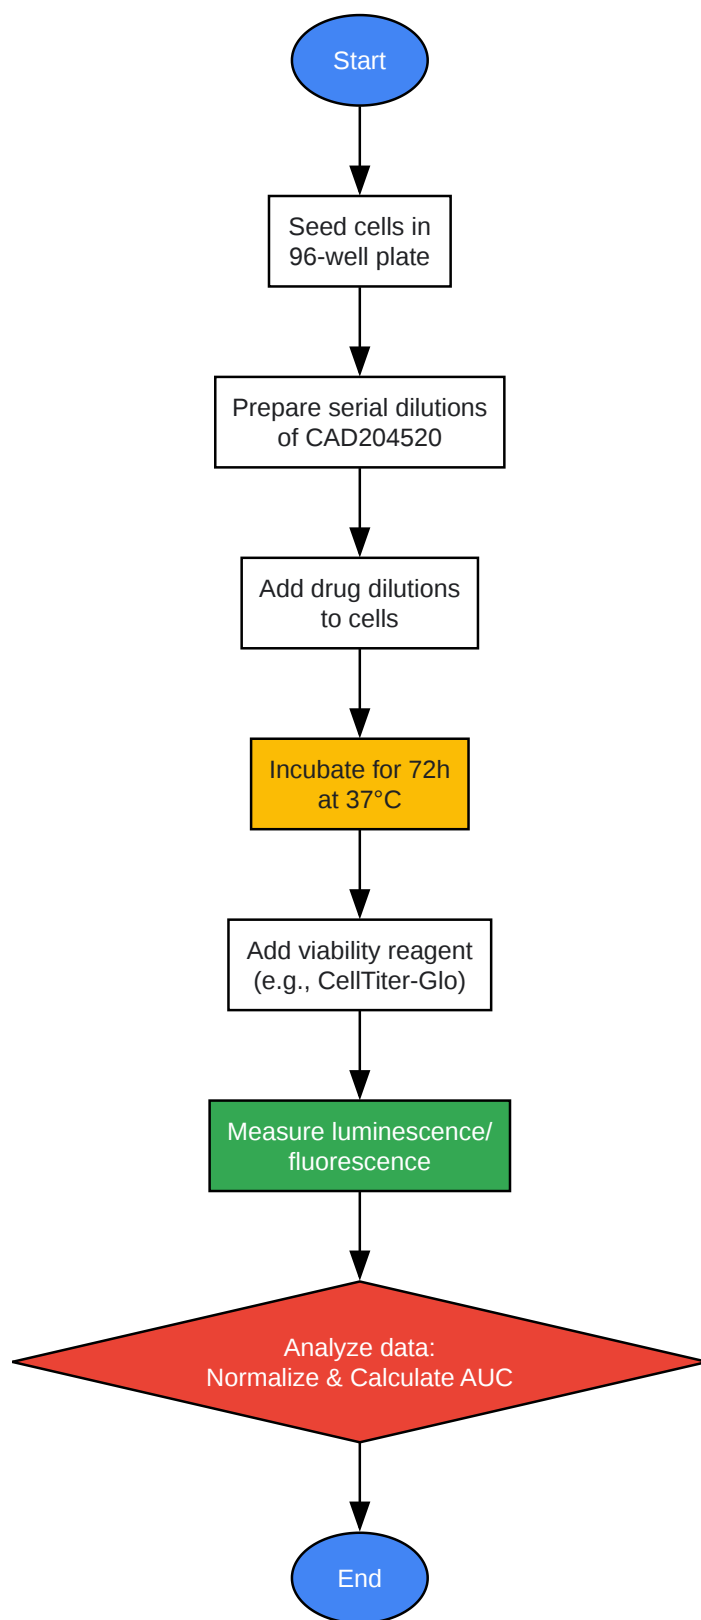 Start
Seed cells in
96-well plate
Prepare serial dilutions
of CAD204520
Add drug dilutions
to cells
Incubate for 72h
at 37°C
Add viability reagent
(e.g., CellTiter-Glo)
Measure luminescence/
fluorescence
Analyze data:
Normalize & Calculate AUC
End